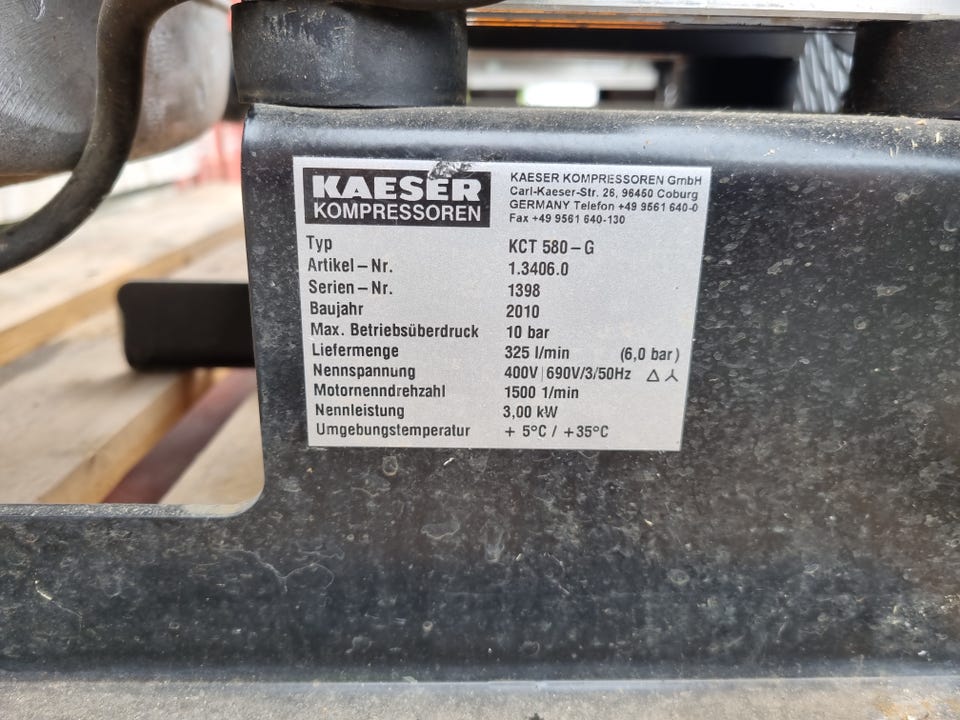 KAESER
KOMPRESSOREN
KAESER KOMPRESSOREN GmbH
Carl-Kaeser-Str. 26, 96450 Coburg
GERMANY Telefon +49 9561 640-0
Fax +49 9561 640-130
Typ KCT 580-G
Artikel-Nr. 1.3406.0
Serien-Nr. 1398
Baujahr 2010
Max. Betriebsüberdruck 10 bar
Liefermenge 325 l/min (6,0 bar)
Nennspannung 400V | 690V/3/50Hz △ ⅄
Motornenndrehzahl 1500 1/min
Nennleistung 3,00 kW
Umgebungstemperatur + 5°C / +35°C